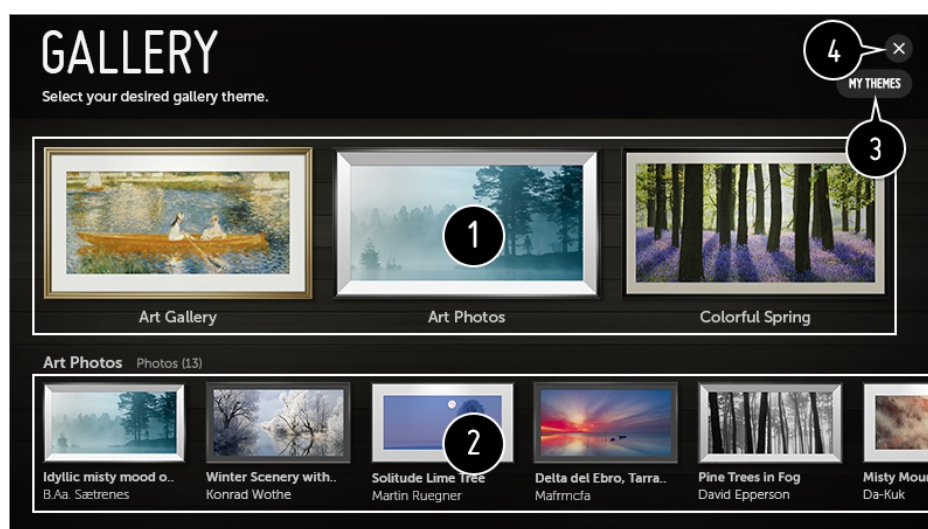 GALLERY
Select your desired gallery theme.
4
MY THEMES
3
1
Art Gallery
Art Photos
Colorful Spring
Art Photos Photos (13)
2
Idyllic misty mood o..
B.Aa. Sætrenes
Winter Scenery with..
Konrad Wothe
Solitude Lime Tree
Martin Ruegner
Delta del Ebro, Tarra..
Mafrmcfa
Pine Trees in Fog
David Epperson
Misty Moun
Da-Kuk